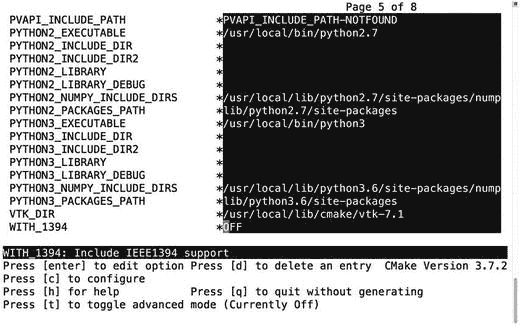 Page 5 of 8
PVAPI_INCLUDE_PATH *PVAPI_INCLUDE_PATH-NOTFOUND
PYTHON2_EXECUTABLE */usr/local/bin/python2.7
PYTHON2_INCLUDE_DIR *
PYTHON2_INCLUDE_DIR2 *
PYTHON2_LIBRARY *
PYTHON2_LIBRARY_DEBUG *
PYTHON2_NUMPY_INCLUDE_DIRS */usr/local/lib/python2.7/site-packages/nump
PYTHON2_PACKAGES_PATH *lib/python2.7/site-packages
PYTHON3_EXECUTABLE */usr/local/bin/python3
PYTHON3_INCLUDE_DIR *
PYTHON3_INCLUDE_DIR2 *
PYTHON3_LIBRARY *
PYTHON3_LIBRARY_DEBUG *
PYTHON3_NUMPY_INCLUDE_DIRS */usr/local/lib/python3.6/site-packages/nump
PYTHON3_PACKAGES_PATH *lib/python3.6/site-packages
VTK_DIR */usr/local/lib/cmake/vtk-7.1
WITH_1394 *OFF
WITH_1394: Include IEEE1394 support
Press [enter] to edit option Press [d] to delete an entry CMake Version 3.7.2
Press [c] to configure
Press [h] for help Press [q] to quit without generating
Press [t] to toggle advanced mode (Currently Off)